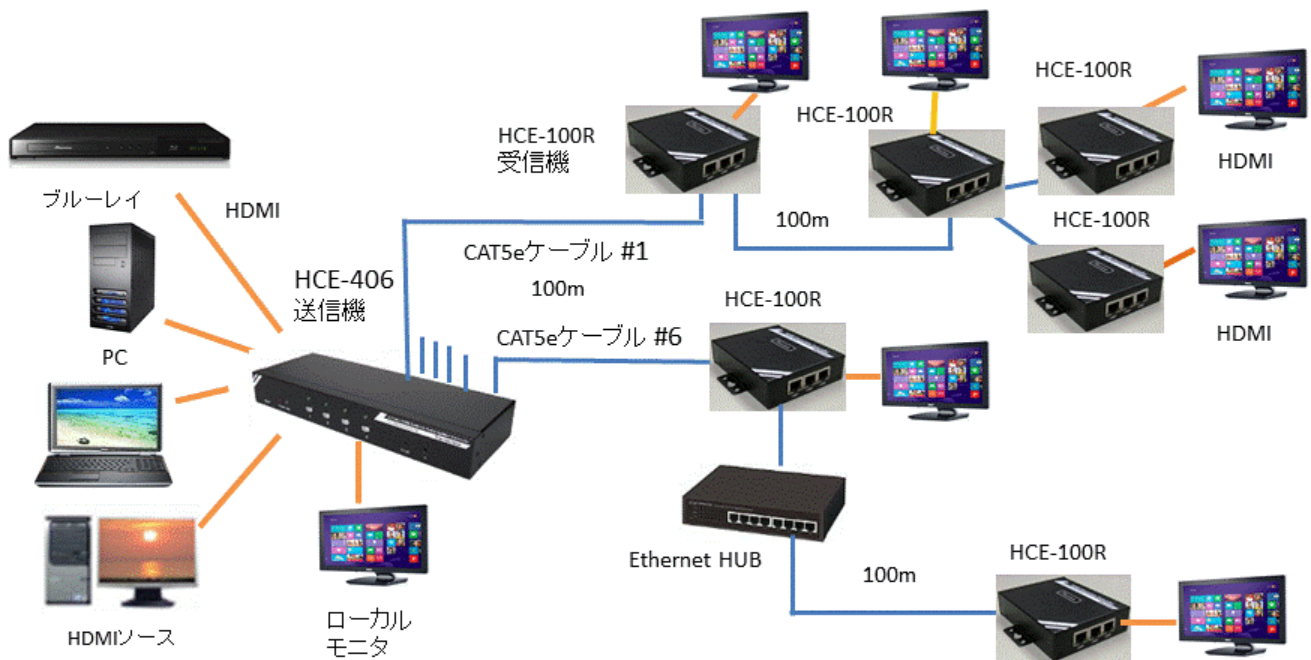 ブルーレイ
HDMI
PC
HDMIソース
HCE-406
送信機
ローカル
モニタ
CAT5eケーブル #1
100m
CAT5eケーブル #6
HCE-100R
受信機
100m
HCE-100R
HCE-100R
HDMI
HCE-100R
HDMI
HCE-100R
Ethernet HUB
100m
HCE-100R